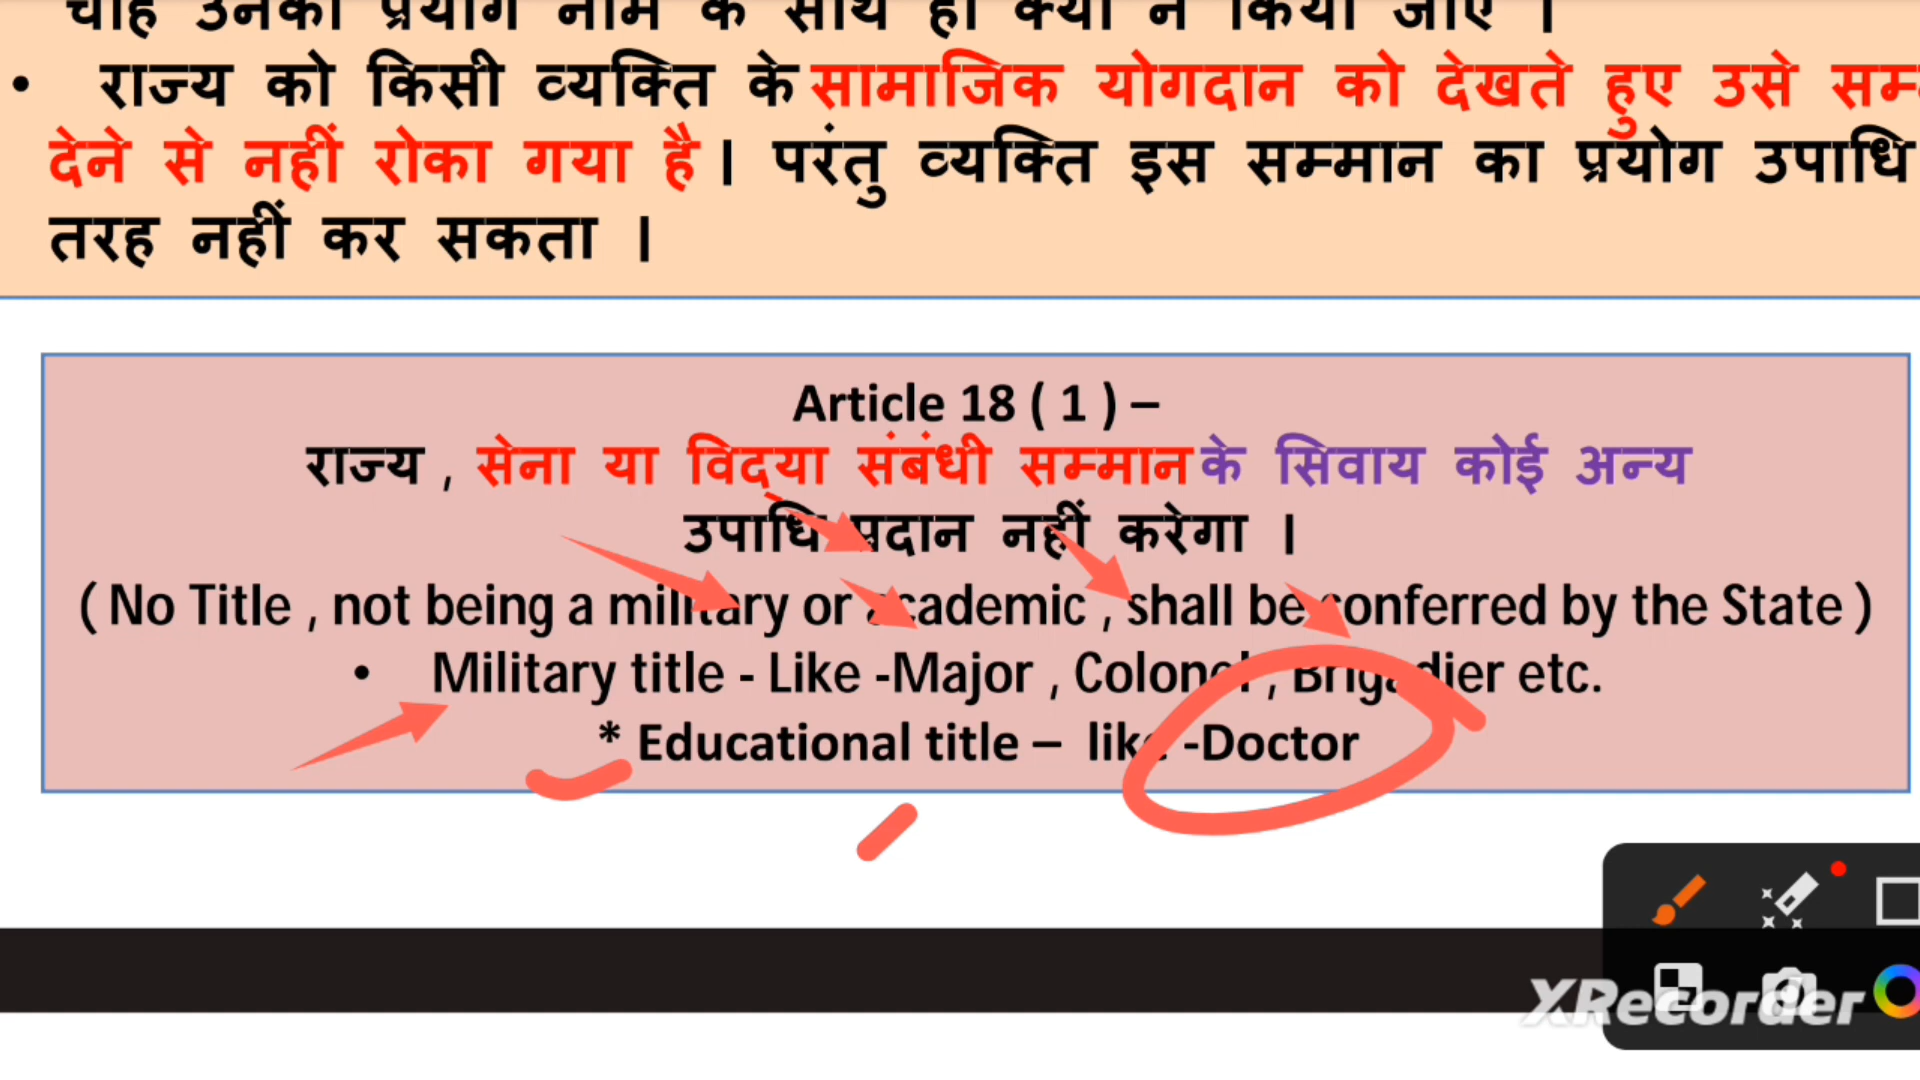 चाहे उनका प्रयोग नाम के साथ ही क्यों न किया जाए ।
• राज्य को किसी व्यक्ति के सामाजिक योगदान को देखते हुए उसे
देने से नहीं रोका गया है । परंतु व्यक्ति इस सम्मान का प्रयोग उपाधि
तरह नहीं कर सकता ।
Article 18 ( 1 ) –
राज्य , सेना या विद्या संबंधी सम्मान के सिवाय कोई अन्य
उपाधि प्रदान नहीं करेगा ।
( No Title , not being a military or academic , shall be conferred by the State )
• Military title - Like -Major , Colonel , Brigadier etc.
* Educational title – like -Doctor
XRecorder